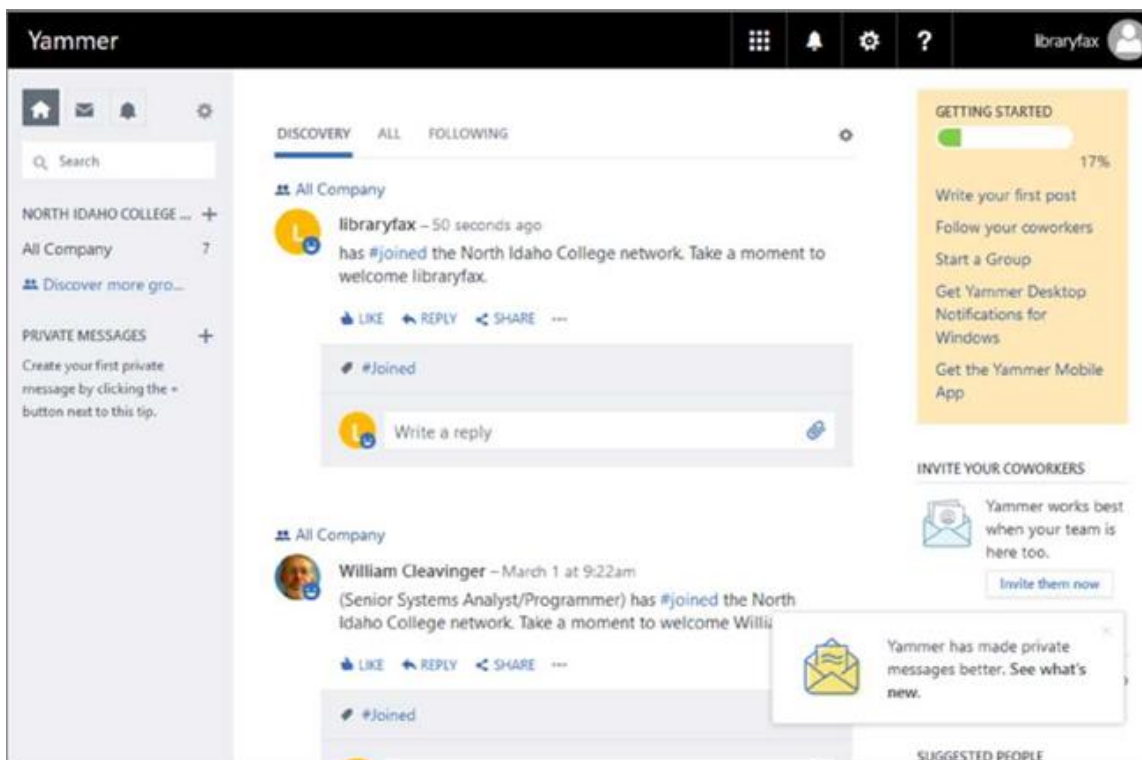 Yammer
?
libraryfax
Search
NORTH IDAHO COLLEGE ...
All Company 7
Discover more gro...
PRIVATE MESSAGES
Create your first private
message by clicking the +
button next to this tip.
DISCOVERY ALL FOLLOWING
All Company
L
libraryfax – 50 seconds ago
has #joined the North Idaho College network. Take a moment to
welcome libraryfax.
LIKE REPLY SHARE ...
#Joined
L
Write a reply
All Company
William Cleavinger – March 1 at 9:22am
(Senior Systems Analyst/Programmer) has #joined the North
Idaho College network. Take a moment to welcome Willia
LIKE REPLY SHARE ...
#Joined
GETTING STARTED
17%
Write your first post
Follow your coworkers
Start a Group
Get Yammer Desktop
Notifications for
Windows
Get the Yammer Mobile
App
INVITE YOUR COWORKERS
Yammer works best
when your team is
here too.
Invite them now
Yammer has made private
messages better. See what's
new.
SUGGESTED PEOPLE